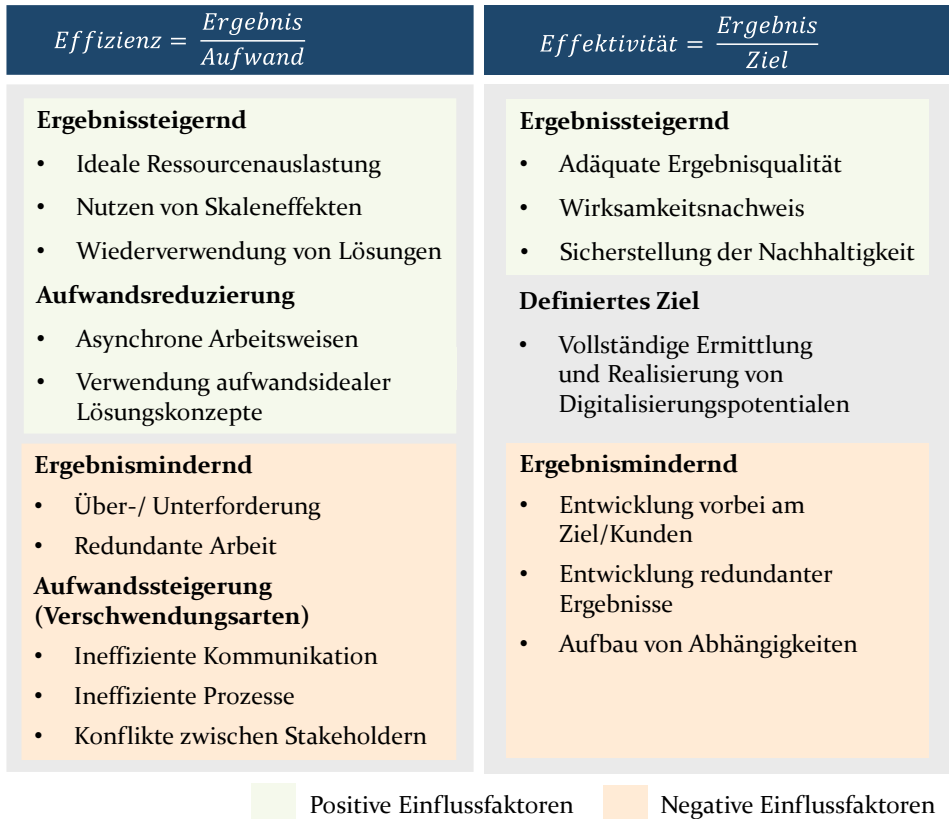 Effizienz = Ergebnis / Aufwand
Ergebnissteigernd
• Ideale Ressourcenauslastung
• Nutzen von Skaleneffekten
• Wiederverwendung von Lösungen
Aufwandsreduzierung
• Asynchrone Arbeitsweisen
• Verwendung aufwandsidealer
Lösungskonzepte
Ergebnismindernd
• Über-/ Unterforderung
• Redundante Arbeit
Aufwandssteigerung
(Verschwendungsarten)
• Ineffiziente Kommunikation
• Ineffiziente Prozesse
• Konflikte zwischen Stakeholdern
Effektivität = Ergebnis / Ziel
Ergebnissteigernd
• Adäquate Ergebnisqualität
• Wirksamkeitsnachweis
• Sicherstellung der Nachhaltigkeit
Definiertes Ziel
• Vollständige Ermittlung
und Realisierung von
Digitalisierungspotentialen
Ergebnismindernd
• Entwicklung vorbei am
Ziel/Kunden
• Entwicklung redundanter
Ergebnisse
• Aufbau von Abhängigkeiten
Positive Einflussfaktoren
Negative Einflussfaktoren